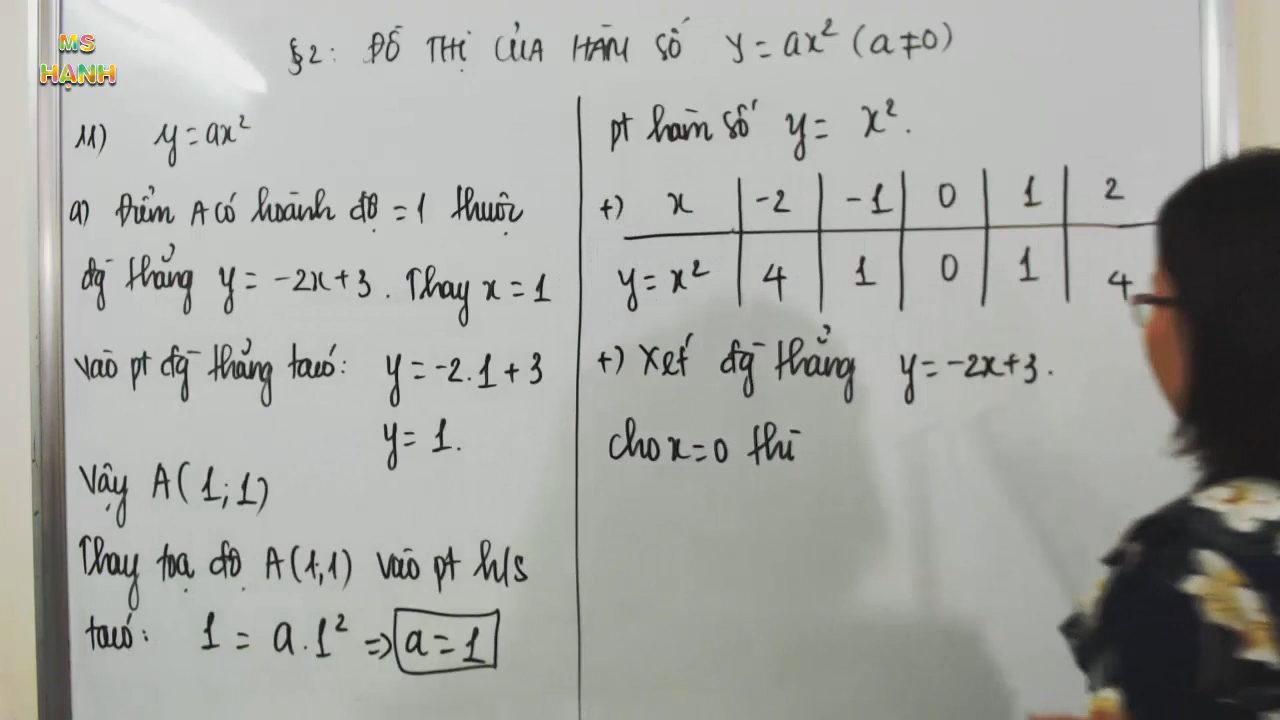 MS
HẠNH
§2: ĐỒ THỊ CỦA HÀM SỐ y = ax² (a≠0)
11) y = ax²
a) Điểm A có hoành độ = 1 thuộc
đg thẳng y = -2x+3. Thay x = 1
vào pt đg thẳng ta có: y = -2.1+3
y = 1.
Vậy A(1;1)
Thay toạ độ A(1;1) vào pt h/s
ta có: 1 = a.1² => a = 1
pt hàm số y = x².
+) x | -2 | -1 | 0 | 1 | 2
y = x² | 4 | 1 | 0 | 1 | 4
+) Xét đg thẳng y = -2x+3.
Cho x = 0 thì